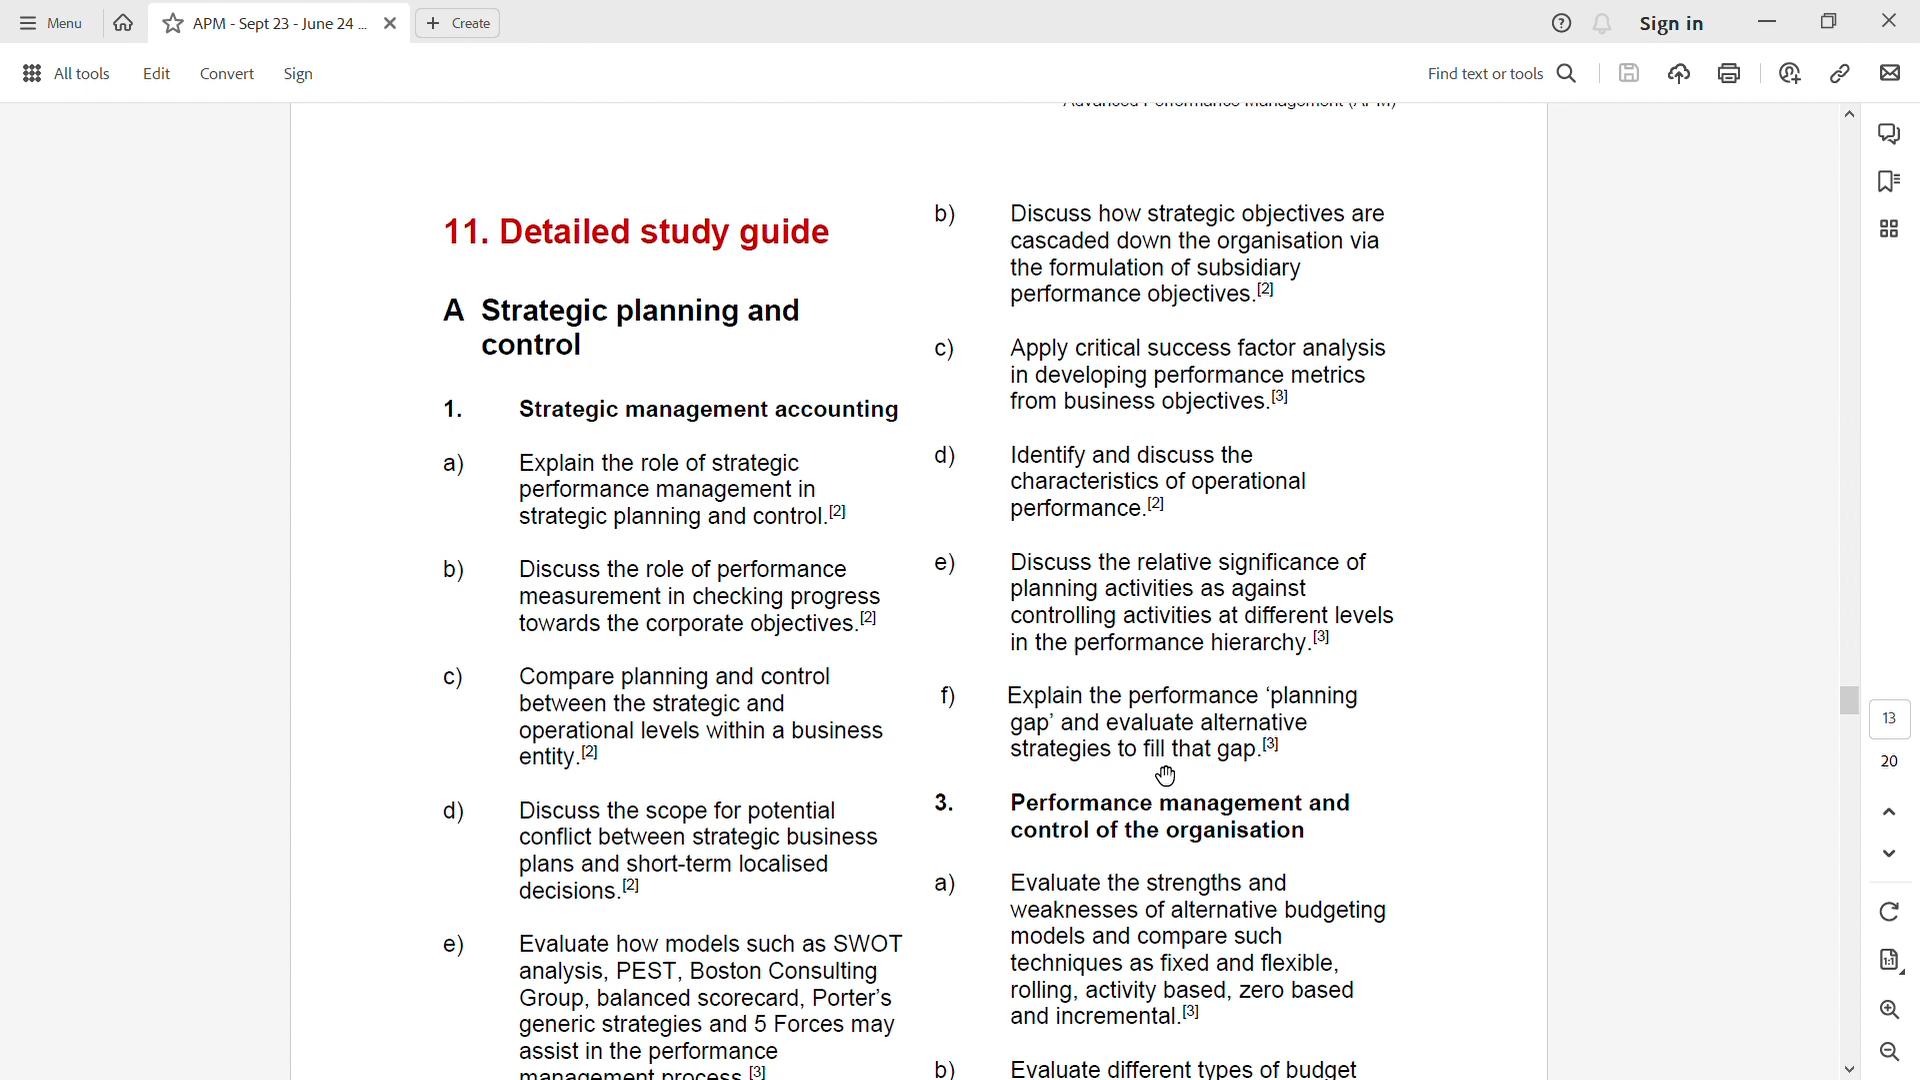 Menu
APM - Sept 23 - June 24 ...
Create
Sign in
All tools
Edit
Convert
Sign
Find text or tools
Advanced Performance Management (APM)
11. Detailed study guide
A Strategic planning and
control
1. Strategic management accounting
a) Explain the role of strategic
performance management in
strategic planning and control.[2]
b) Discuss the role of performance
measurement in checking progress
towards the corporate objectives.[2]
c) Compare planning and control
between the strategic and
operational levels within a business
entity.[2]
d) Discuss the scope for potential
conflict between strategic business
plans and short-term localised
decisions.[2]
e) Evaluate how models such as SWOT
analysis, PEST, Boston Consulting
Group, balanced scorecard, Porter's
generic strategies and 5 Forces may
assist in the performance
management process.[3]
b) Discuss how strategic objectives are
cascaded down the organisation via
the formulation of subsidiary
performance objectives.[2]
c) Apply critical success factor analysis
in developing performance metrics
from business objectives.[3]
d) Identify and discuss the
characteristics of operational
performance.[2]
e) Discuss the relative significance of
planning activities as against
controlling activities at different levels
in the performance hierarchy.[3]
f) Explain the performance ‘planning
gap’ and evaluate alternative
strategies to fill that gap.[3]
3. Performance management and
control of the organisation
a) Evaluate the strengths and
weaknesses of alternative budgeting
models and compare such
techniques as fixed and flexible,
rolling, activity based, zero based
and incremental.[3]
b) Evaluate different types of budget
13
20
1:1